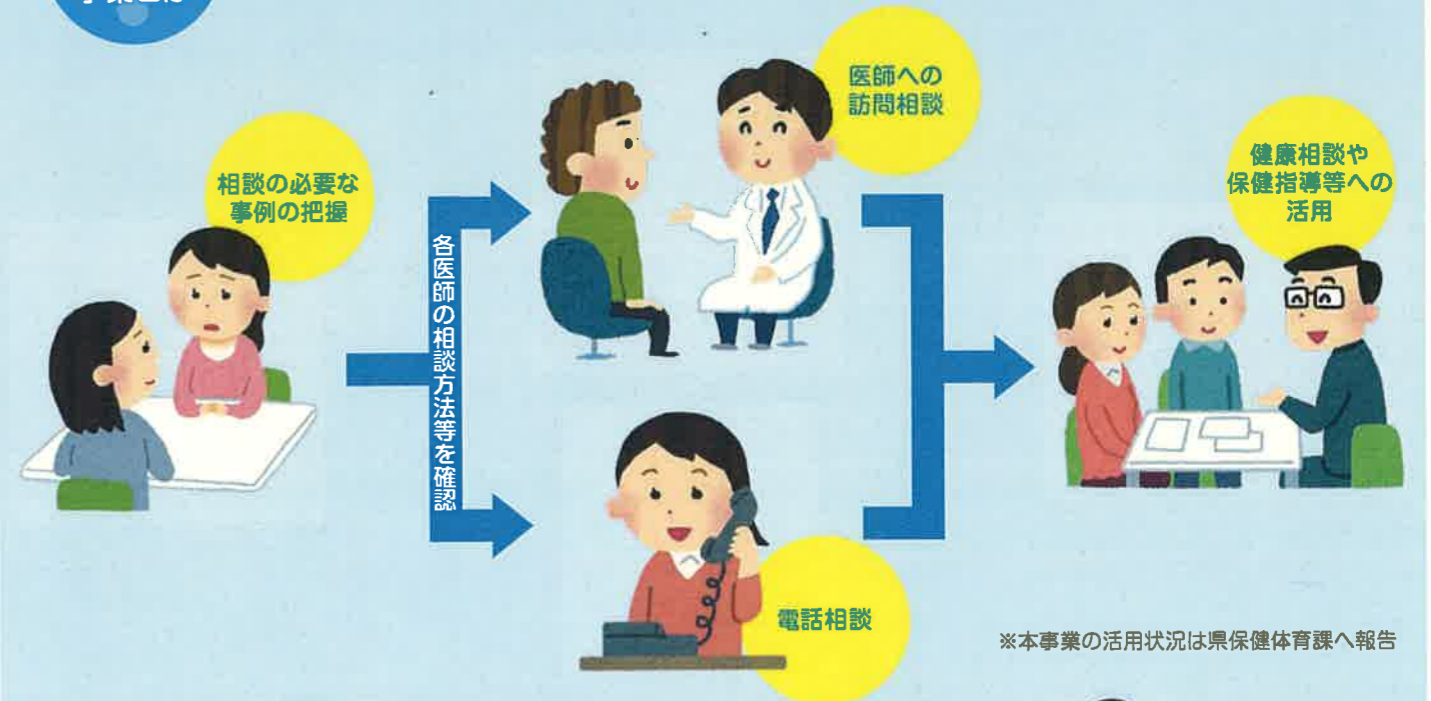 相談の必要な
事例の把握
各医師の相談方法等を確認
医師への
訪問相談
電話相談
健康相談や
保健指導等への
活用
※本事業の活用状況は県保健体育課へ報告